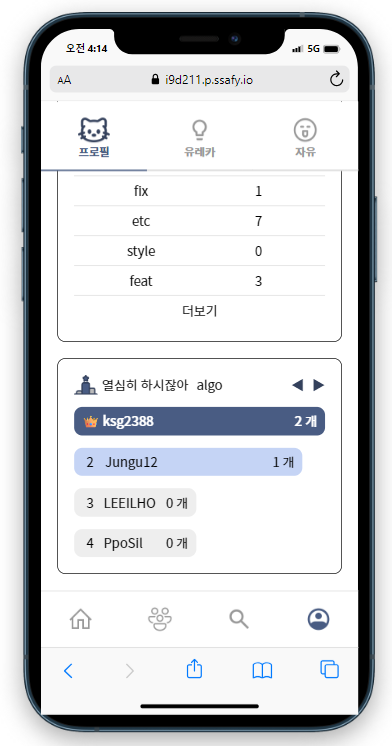 오전 4:14
5G
AA
i9d211.p.ssafy.io
프로필
유레카
자유
fix 1
etc 7
style 0
feat 3
더보기
열심히 하시잖아 algo
ksg2388 2 개
2 Jungu12 1 개
3 LEEILHO 0 개
4 PpoSil 0 개